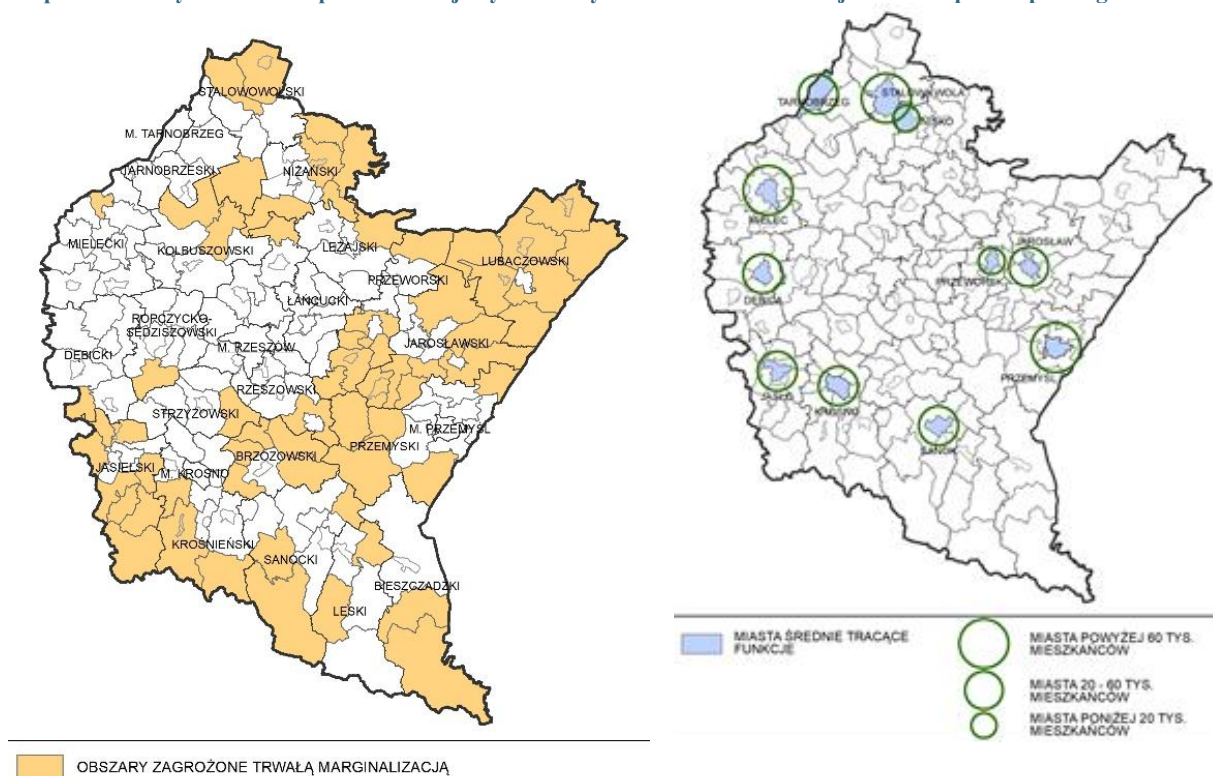 STALOWOWOLSKI
M. TARNOBRZEG
TARNOBRZESKI
NIŻAŃSKI
MIELECKI
KOLBUSZOWSKI
LEŻAJSKI
LUBACZOWSKI
PRZEWORSKI
ŁAŃCUCKI
ROPCZYCKO-
SĘDZISZOWSKI
DĘBICKI
M. RZESZÓW
JAROSŁAWSKI
RZESZOWSKI
STRZYŻOWSKI
M. PRZEMYŚL
PRZEMYSKI
BRZOZOWSKI
JASIELSKI
M. KROSNO
KROŚNIEŃSKI
SANOCKI
BIESZCZADZKI
LESKI
OBSZARY ZAGROŻONE TRWAŁĄ MARGINALIZACJĄ
TARNOBRZEG
STALOWA WOLA
NISKO
MIELEC
JAROSŁAW
PRZEWORSK
DĘBICA
PRZEMYŚL
JASŁO
KROSNO
SANOK
MIASTA ŚREDNIE TRACĄCE
FUNKCJE
MIASTA POWYŻEJ 60 TYS.
MIESZKAŃCÓW
MIASTA 20 - 60 TYS.
MIESZKAŃCÓW
MIASTA PONIŻEJ 20 TYS.
MIESZKAŃCÓW